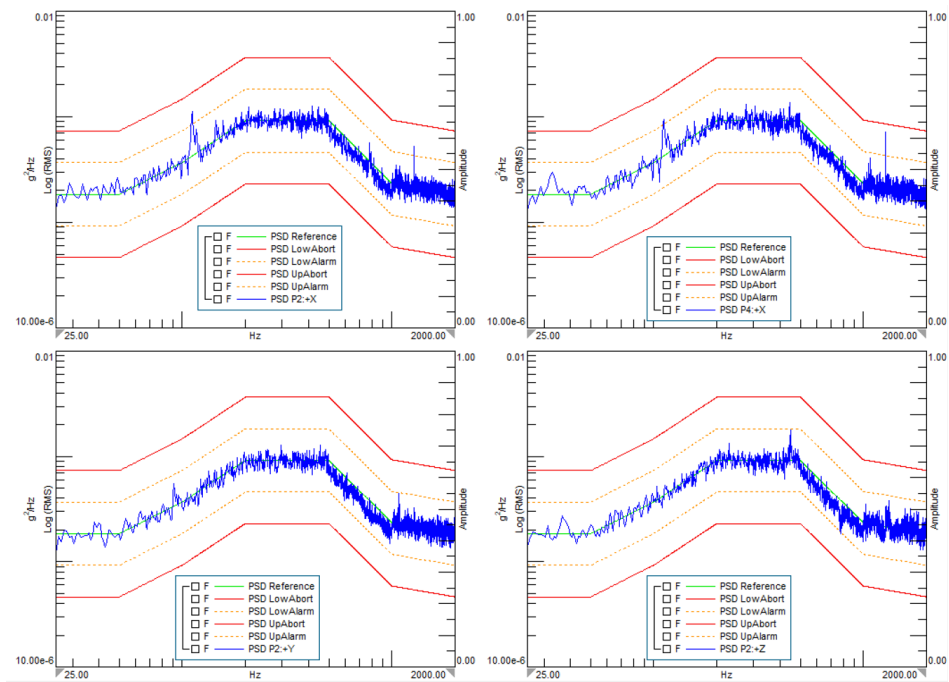 0.01
1.00
g²/Hz
Log (RMS)
Amplitude
F PSD Reference
F PSD LowAbort
F PSD LowAlarm
F PSD UpAbort
F PSD UpAlarm
F PSD P2:+X
10.00e-6
0.00
25.00
Hz
2000.00
0.01
1.00
g²/Hz
Log (RMS)
Amplitude
F PSD Reference
F PSD LowAbort
F PSD LowAlarm
F PSD UpAbort
F PSD UpAlarm
F PSD P4:+X
10.00e-6
0.00
25.00
Hz
2000.00
0.01
1.00
g²/Hz
Log (RMS)
Amplitude
F PSD Reference
F PSD LowAbort
F PSD LowAlarm
F PSD UpAbort
F PSD UpAlarm
F PSD P2:+Y
10.00e-6
0.00
25.00
Hz
2000.00
0.01
1.00
g²/Hz
Log (RMS)
Amplitude
F PSD Reference
F PSD LowAbort
F PSD LowAlarm
F PSD UpAbort
F PSD UpAlarm
F PSD P2:+Z
10.00e-6
0.00
25.00
Hz
2000.00